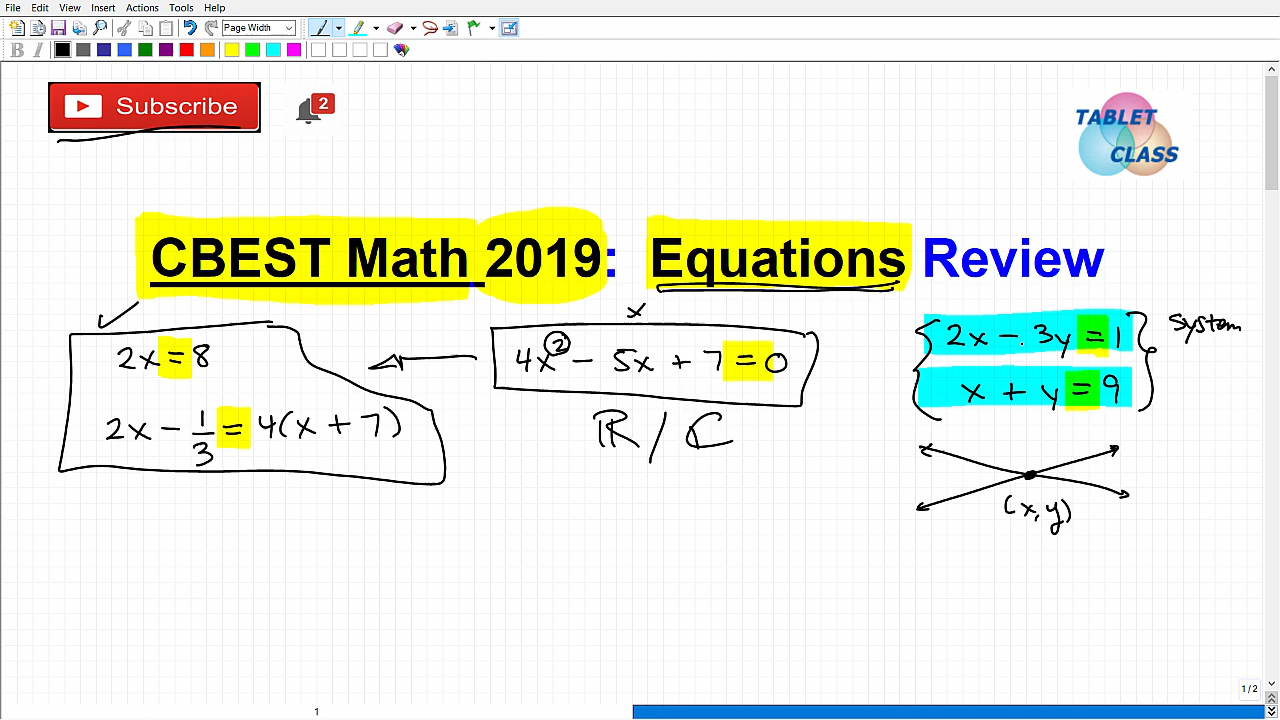 File Edit View Insert Actions Tools Help
Page Width
B I
Subscribe
2
TABLET
CLASS
CBEST Math 2019: Equations Review
x
2x = 8
2x - 1/3 = 4(x + 7)
4x² - 5x + 7 = 0
ℝ / ℂ
2x - 3y = 1
x + y = 9
System
(x, y)
1/2
1